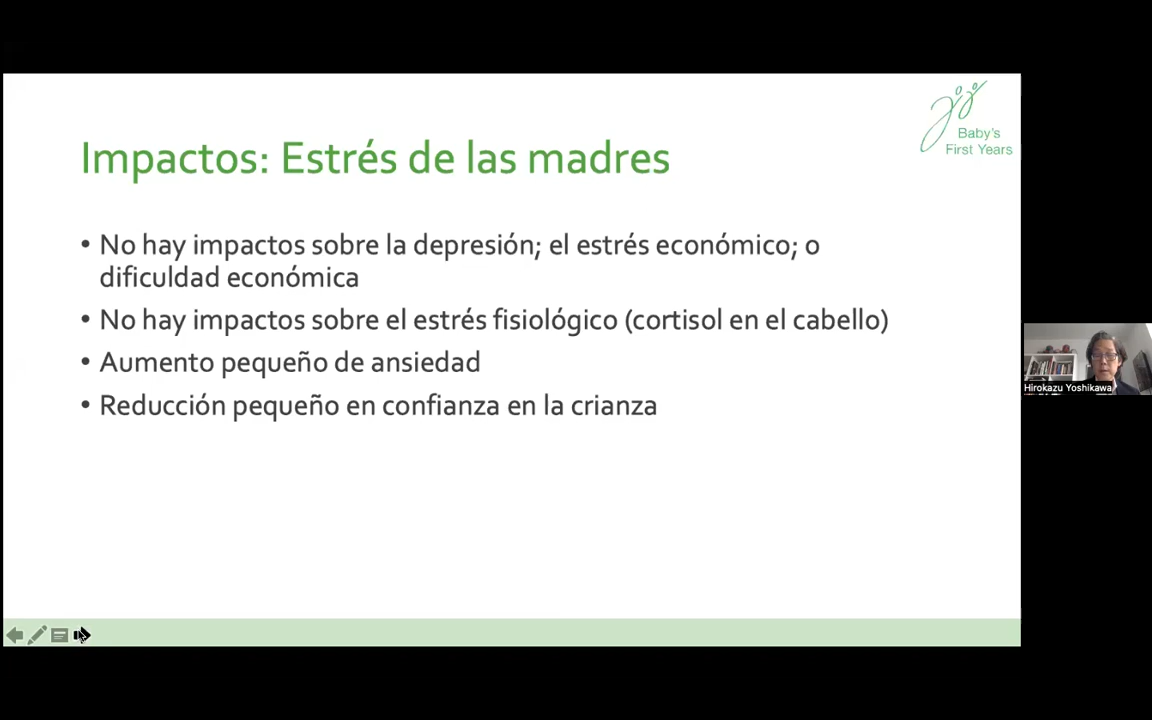 Baby's
First Years
Impactos: Estrés de las madres
• No hay impactos sobre la depresión; el estrés económico; o
dificuldad económica
• No hay impactos sobre el estrés fisiológico (cortisol en el cabello)
• Aumento pequeño de ansiedad
• Reducción pequeño en confianza en la crianza
Hirokazu Yoshikawa